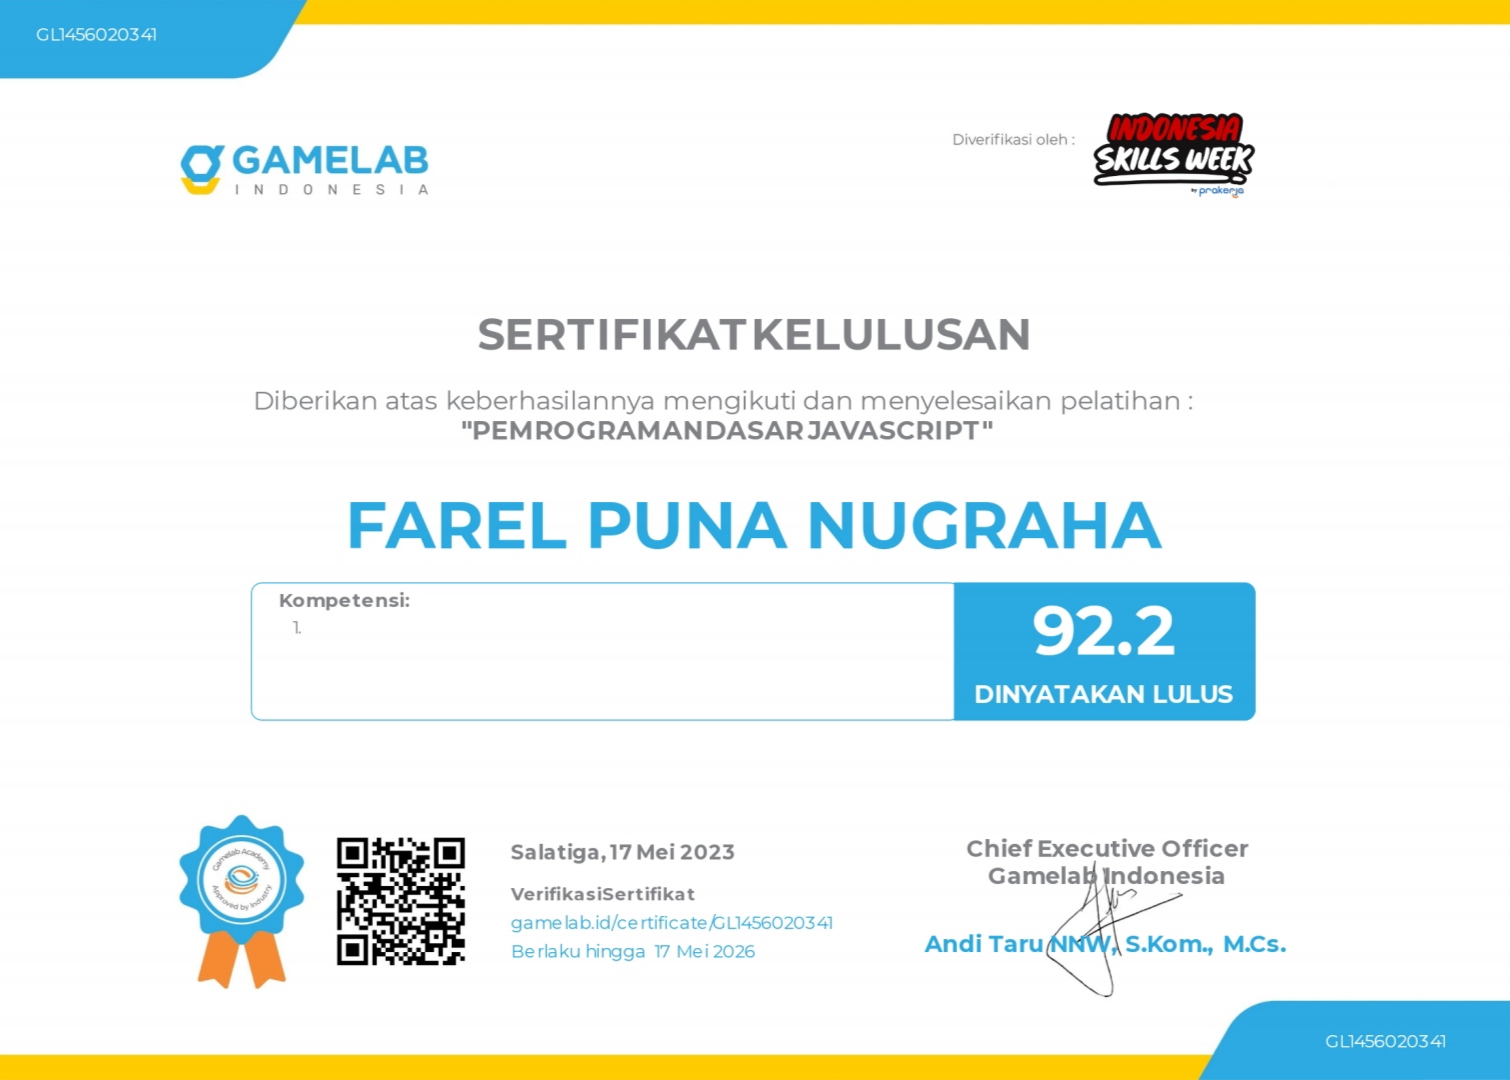 GL1456020341
GAMELAB
INDONESIA
Diverifikasi oleh :
INDONESIA
SKILLS WEEK
by prakerja
SERTIFIKAT KELULUSAN
Diberikan atas keberhasilannya mengikuti dan menyelesaikan pelatihan :
"PEMROGRAMAN DASAR JAVASCRIPT"
FAREL PUNA NUGRAHA
Kompetensi:
1.
92.2
DINYATAKAN LULUS
Gamelab Academy
Approved by Industry
Salatiga, 17 Mei 2023
Verifikasi Sertifikat
gamelab.id/certificate/GL1456020341
Berlaku hingga 17 Mei 2026
Chief Executive Officer
Gamelab Indonesia
Andi Taru NNW, S.Kom., M.Cs.
GL1456020341